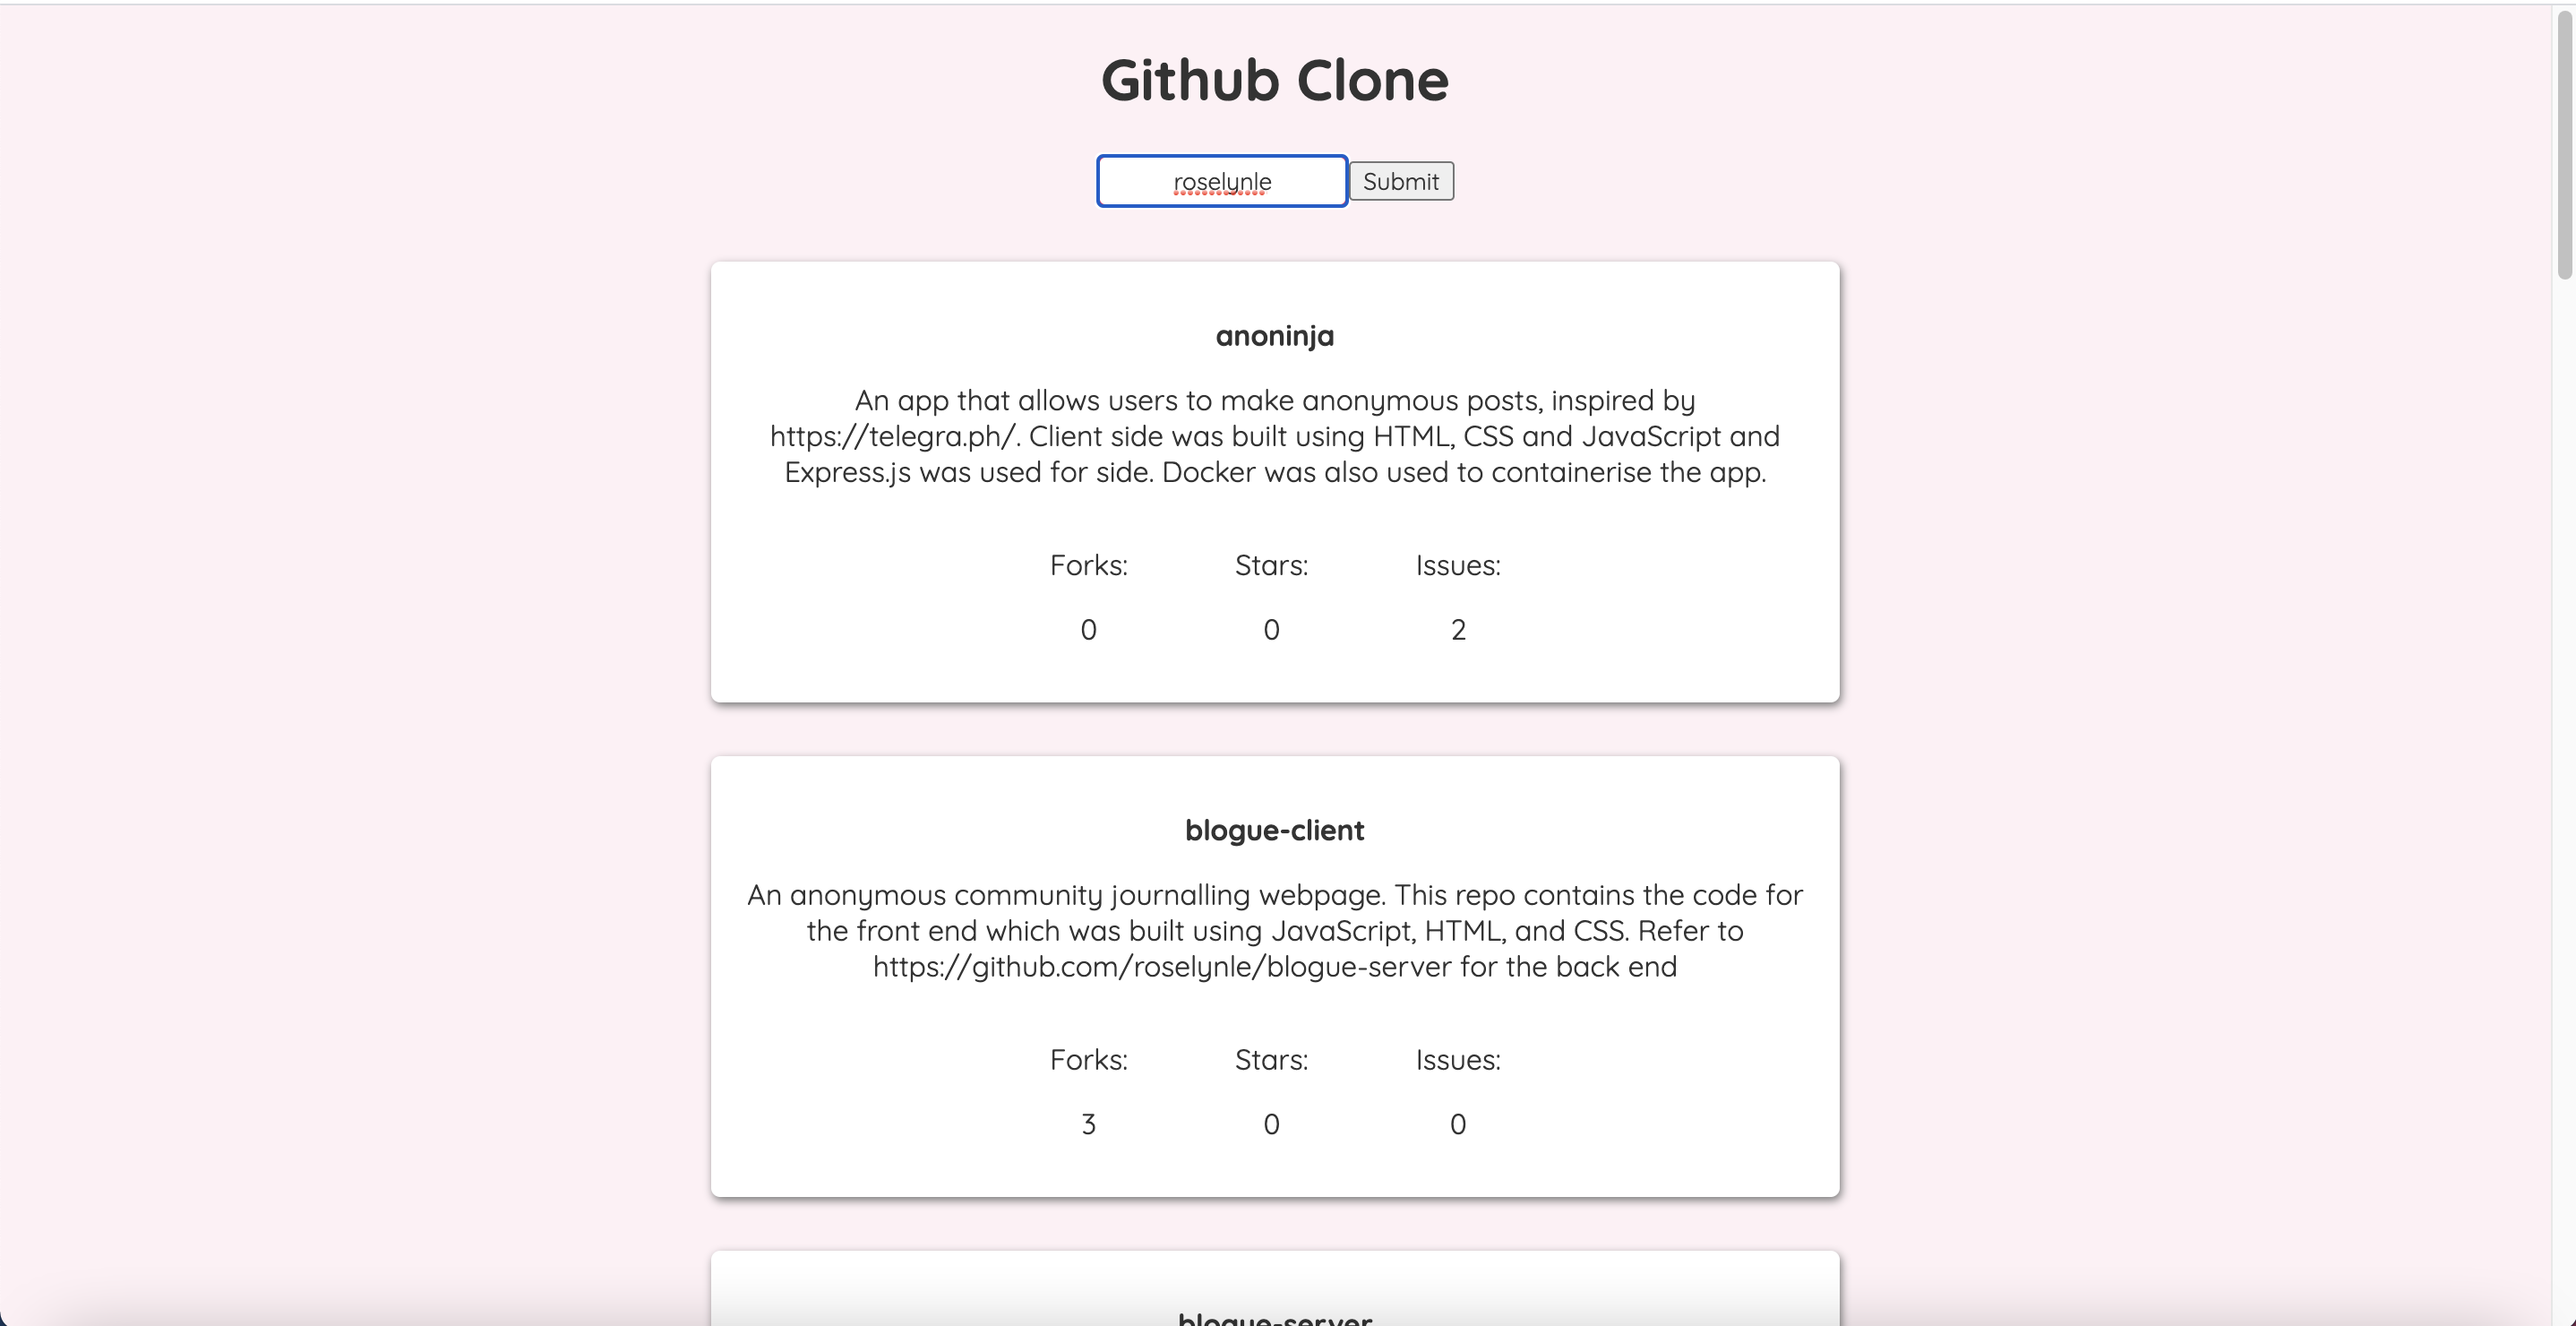 Github Clone
roselynle
Submit
anoninja
An app that allows users to make anonymous posts, inspired by
https://telegra.ph/. Client side was built using HTML, CSS and JavaScript and
Express.js was used for side. Docker was also used to containerise the app.
Forks: Stars: Issues:
0 0 2
blogue-client
An anonymous community journalling webpage. This repo contains the code for
the front end which was built using JavaScript, HTML, and CSS. Refer to
https://github.com/roselynle/blogue-server for the back end
Forks: Stars: Issues:
3 0 0
blogue-server